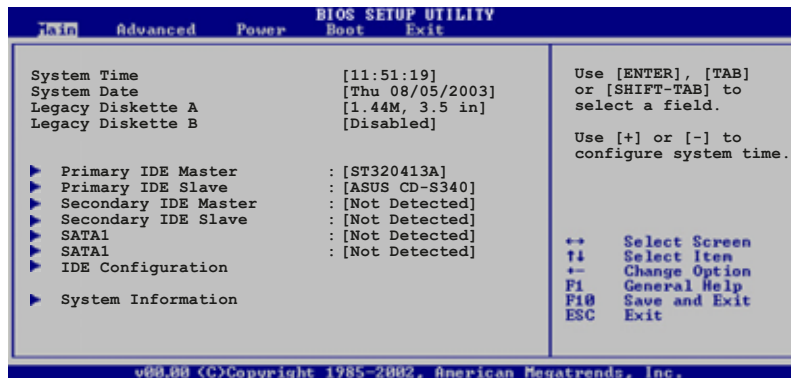 BIOS SETUP UTILITY
Main Advanced Power Boot Exit
System Time [11:51:19]
System Date [Thu 08/05/2003]
Legacy Diskette A [1.44M, 3.5 in]
Legacy Diskette B [Disabled]
Primary IDE Master : [ST320413A]
Primary IDE Slave : [ASUS CD-S340]
Secondary IDE Master : [Not Detected]
Secondary IDE Slave : [Not Detected]
SATA1 : [Not Detected]
SATA1 : [Not Detected]
IDE Configuration
System Information
Use [ENTER], [TAB]
or [SHIFT-TAB] to
select a field.
Use [+] or [-] to
configure system time.
↔ Select Screen
↑↓ Select Item
+- Change Option
F1 General Help
F10 Save and Exit
ESC Exit
v00.00 (C)Copyright 1985-2002, American Megatrends, Inc.